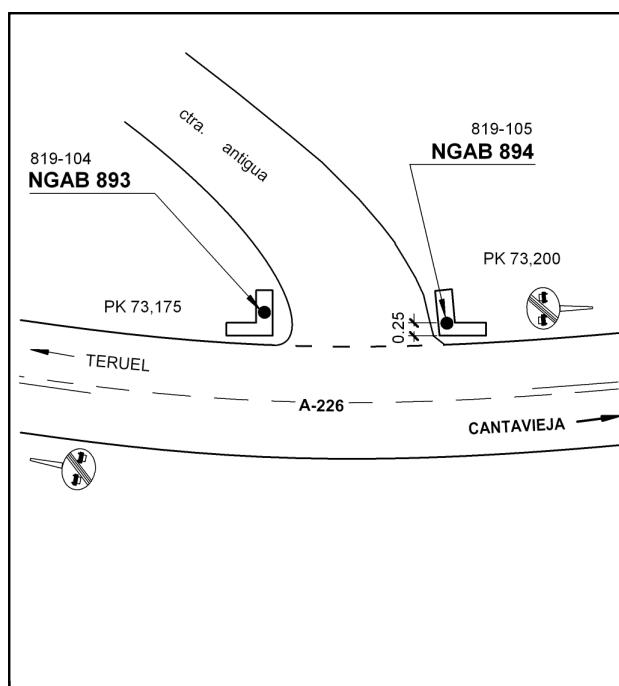 ctra. antigua
819-104
NGAB 893
819-105
NGAB 894
PK 73,200
PK 73,175
0.25
TERUEL
A-226
CANTAVIEJA